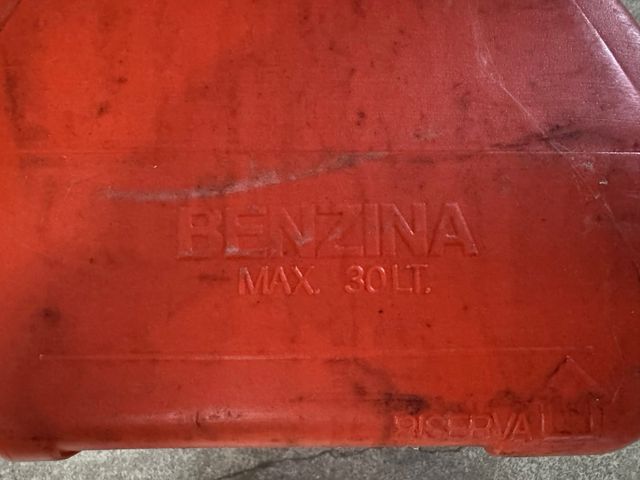 BENZINA
MAX. 30LT.
RISERVA